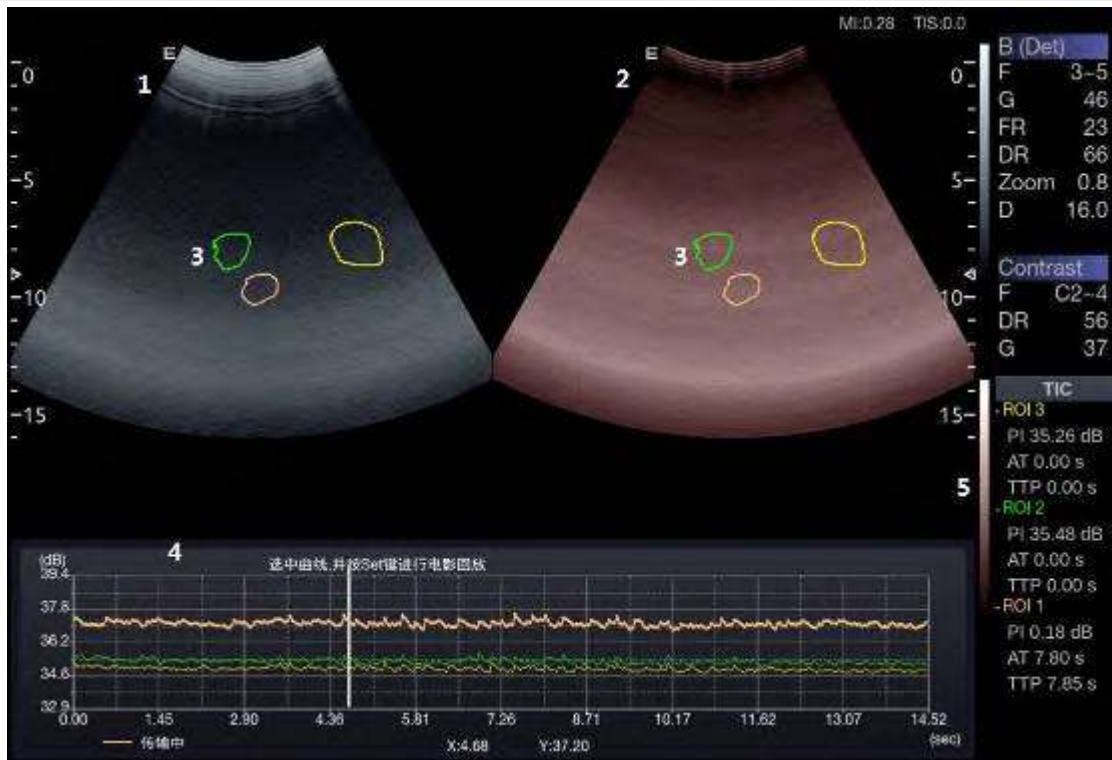 MI:0.28 TIS:0.0
E
1
0
5
10
15
3
E
2
0
5
10
15
3
B (Det)
F 3~5
G 46
FR 23
DR 66
Zoom 0.8
D 16.0
Contrast
F C2~4
DR 56
G 37
TIC
ROI 3
PI 35.26 dB
AT 0.00 s
TTP 0.00 s
5
ROI 2
PI 35.48 dB
AT 0.00 s
TTP 0.00 s
ROI 1
PI 0.18 dB
AT 7.80 s
TTP 7.85 s
4
(dB)
选中曲线,并按Set键进行电影回放
39.4
37.8
36.2
34.6
32.9
0.00 1.45 2.90 4.36 5.81 7.26 8.71 10.17 11.62 13.07 14.52
(sec)
传输中
X:4.68 Y:37.20